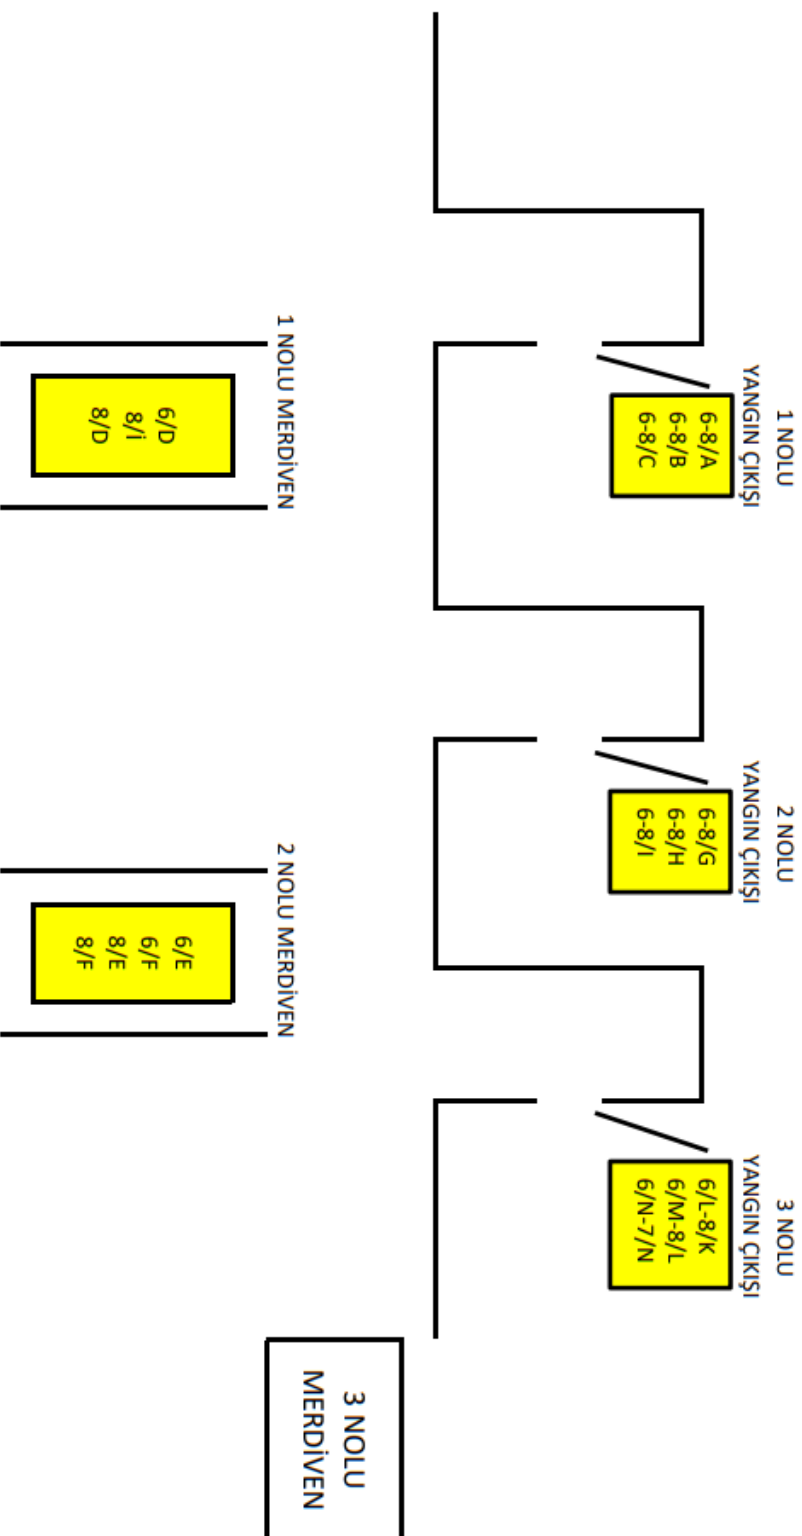 1 NOLU
YANGIN ÇIKIŞI
6-8/A
6-8/B
6-8/C
2 NOLU
YANGIN ÇIKIŞI
6-8/G
6-8/H
6-8/I
3 NOLU
YANGIN ÇIKIŞI
6/L-8/K
6/M-8/L
6/N-7/N
1 NOLU MERDİVEN
6/D
8/İ
8/D
2 NOLU MERDİVEN
6/E
6/F
8/E
8/F
3 NOLU
MERDİVEN